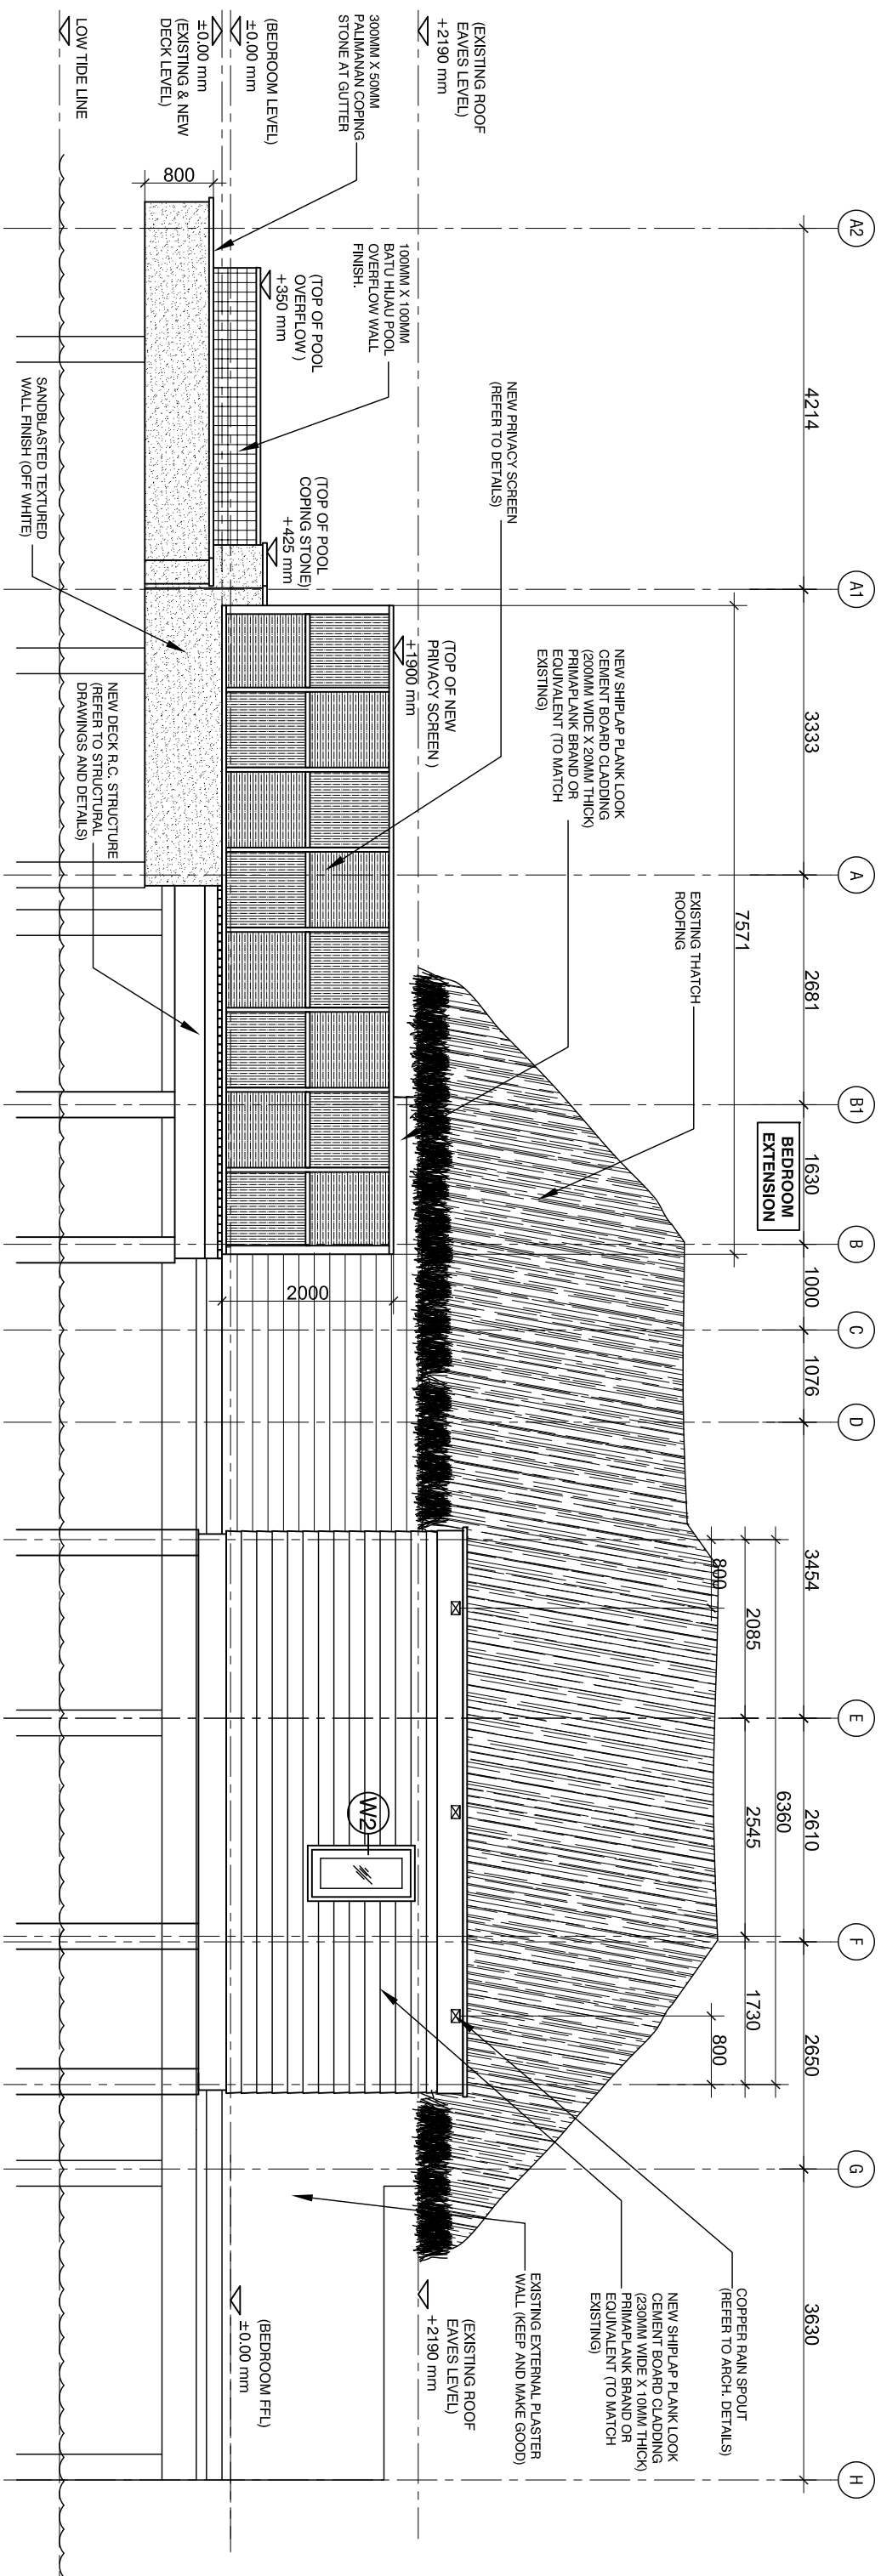 A2
A1
A
B1
B
C
D
E
F
G
H
4214
3333
2681
1630
1000
1076
3454
2610
2650
3630
7571
6360
2085
2545
1730
800
800
BEDROOM
EXTENSION
(EXISTING ROOF
EAVES LEVEL)
+2190 mm
300MM X 50MM
PALIMANAN COPING
STONE AT GUTTER
(BEDROOM LEVEL)
±0.00 mm
±0.00 mm
(EXISTING & NEW
DECK LEVEL)
LOW TIDE LINE
800
100MM X 100MM
BATU HIJAU POOL
OVERFLOW WALL
FINISH.
(TOP OF POOL
OVERFLOW )
+350 mm
SANDBLASTED TEXTURED
WALL FINISH (OFF WHITE)
NEW PRIVACY SCREEN
(REFER TO DETAILS)
(TOP OF POOL
COPING STONE)
+425 mm
NEW SHIPLAP PLANK LOOK
CEMENT BOARD CLADDING
(200MM WIDE X 20MM THICK)
PRIMAPLANK BRAND OR
EQUIVALENT (TO MATCH
EXISTING)
(TOP OF NEW
PRIVACY SCREEN )
+1900 mm
NEW DECK R.C. STRUCTURE
(REFER TO STRUCTURAL
DRAWINGS AND DETAILS)
EXISTING THATCH
ROOFING
2000
W2
COPPER RAIN SPOUT
(REFER TO ARCH. DETAILS)
NEW SHIPLAP PLANK LOOK
CEMENT BOARD CLADDING
(230MM WIDE X 10MM THICK)
PRIMAPLANK BRAND OR
EQUIVALENT (TO MATCH
EXISTING)
EXISTING EXTERNAL PLASTER
WALL (KEEP AND MAKE GOOD)
(EXISTING ROOF
EAVES LEVEL)
+2190 mm
(BEDROOM FFL)
±0.00 mm